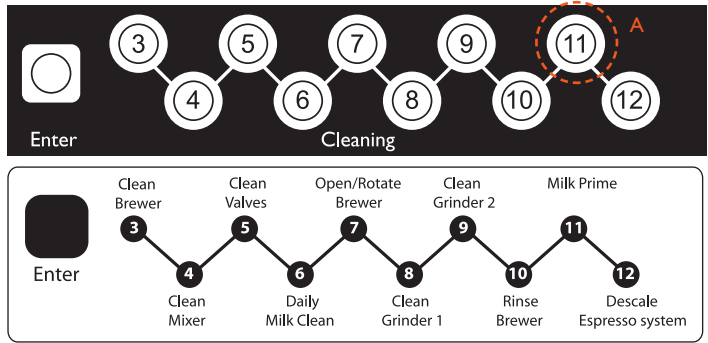 A
3 5 7 9 11
4 6 8 10 12
Enter
Cleaning
Clean Brewer
Clean Valves
Open/Rotate Brewer
Clean Grinder 2
Milk Prime
3 5 7 9 11
4 6 8 10 12
Enter
Clean Mixer
Daily Milk Clean
Clean Grinder 1
Rinse Brewer
Descale Espresso system